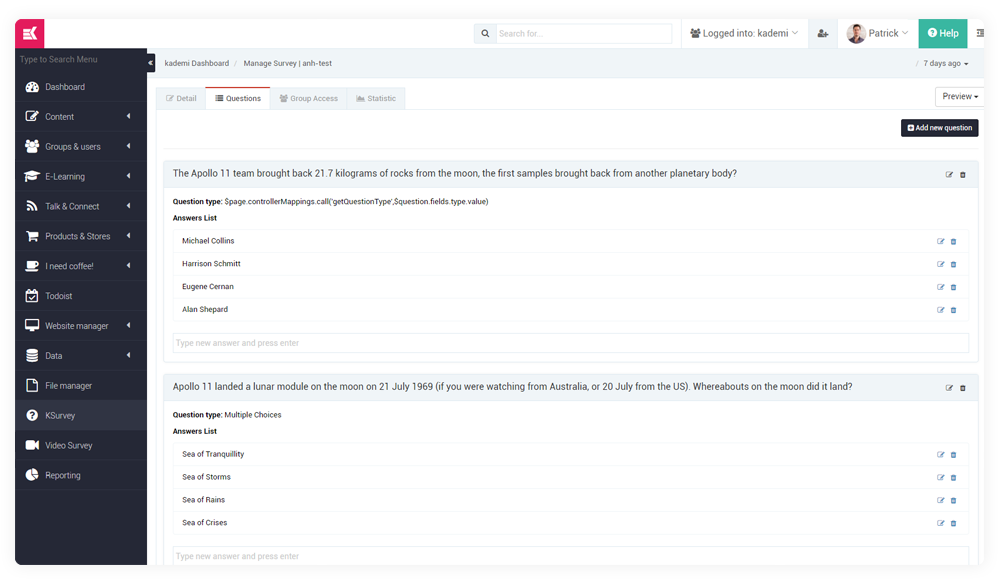 Search for...
Logged into: kademi
Patrick
Help
Type to Search Menu
kademi Dashboard / Manage Survey | anh-test
/ 7 days ago
Dashboard
Content
Groups & users
E-Learning
Talk & Connect
Products & Stores
I need coffee!
Todoist
Website manager
Data
File manager
KSurvey
Video Survey
Reporting
Detail
Questions
Group Access
Statistic
Preview
Add new question
The Apollo 11 team brought back 21.7 kilograms of rocks from the moon, the first samples brought back from another planetary body?
Question type: $page.controllerMappings.call('getQuestionType',$question.fields.type.value)
Answers List
Michael Collins
Harrison Schmitt
Eugene Cernan
Alan Shepard
Type new answer and press enter
Apollo 11 landed a lunar module on the moon on 21 July 1969 (if you were watching from Australia, or 20 July from the US). Whereabouts on the moon did it land?
Question type: Multiple Choices
Answers List
Sea of Tranquillity
Sea of Storms
Sea of Rains
Sea of Crises
Type new answer and press enter